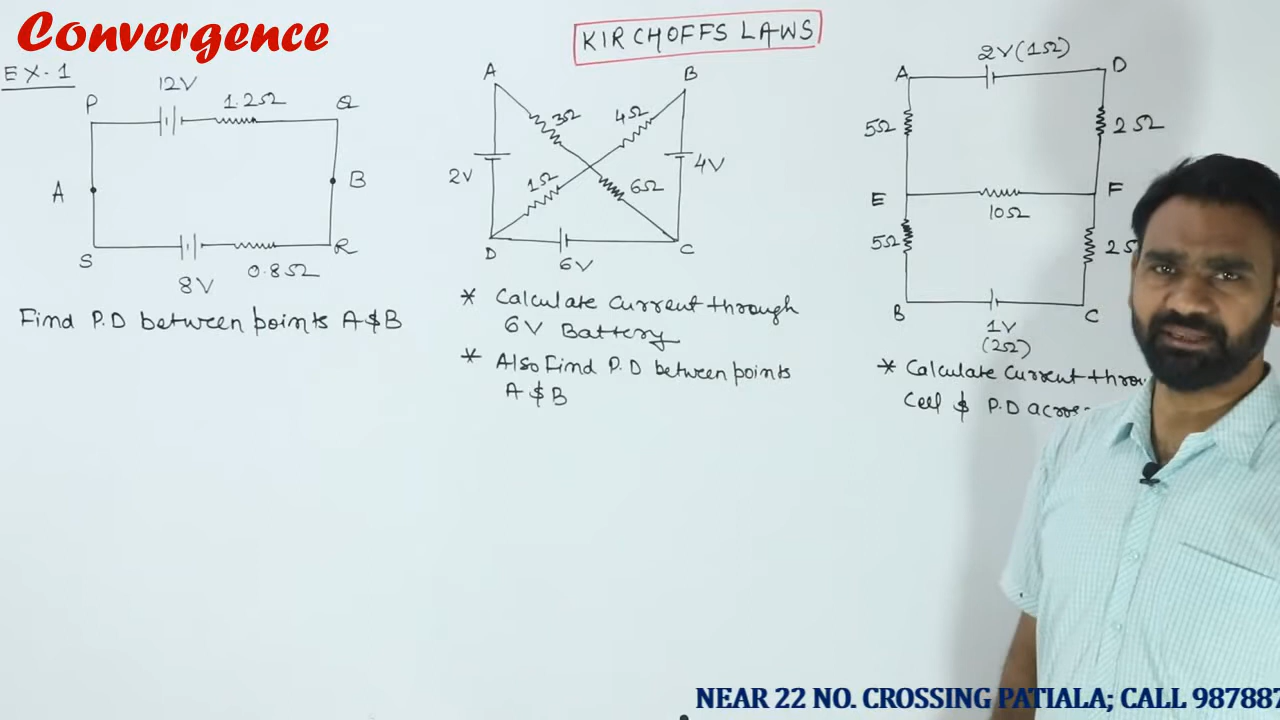 Convergence
KIRCHOFFS LAWS
EX-1
12V
1.2Ω
P
Q
A
B
S
R
8V
0.8Ω
Find P.D between points A $ B
A
B
3Ω
4Ω
2V
4V
1Ω
6Ω
D
C
6V
* Calculate current through
6V Battery
* Also Find P.D between points
A $ B
2V(1Ω)
A
D
5Ω
2Ω
E
F
10Ω
5Ω
B
C
1V
(2Ω)
* Calculate current
Cell $ P.D
NEAR 22 NO. CROSSING PATIALA; CALL 987887